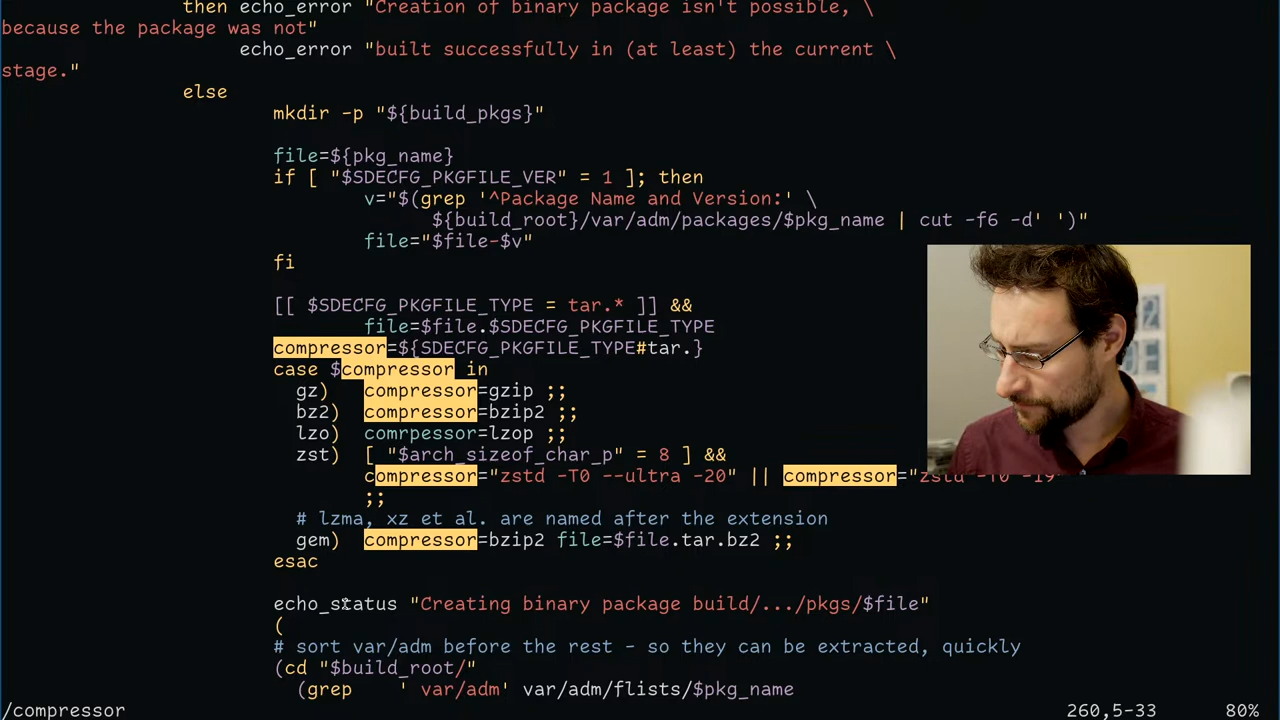 then echo_error "Creation of binary package isn't possible, \
because the package was not"
echo_error "built successfully in (at least) the current \
stage."
else
mkdir -p "${build_pkgs}"
file=${pkg_name}
if [ "$SDECFG_PKGFILE_VER" = 1 ]; then
v="$(grep '^Package Name and Version:' \
${build_root}/var/adm/packages/$pkg_name | cut -f6 -d' ')"
file="$file-$v"
fi
[[ $SDECFG_PKGFILE_TYPE = tar.* ]] &&
file=$file.$SDECFG_PKGFILE_TYPE
compressor=${SDECFG_PKGFILE_TYPE#tar.}
case $compressor in
gz) compressor=gzip ;;
bz2) compressor=bzip2 ;;
lzo) comrpessor=lzop ;;
zst) [ "$arch_sizeof_char_p" = 8 ] &&
compressor="zstd -T0 --ultra -20" || compressor="zstd -T0 -19"
;;
# lzma, xz et al. are named after the extension
gem) compressor=bzip2 file=$file.tar.bz2 ;;
esac
echo_status "Creating binary package build/.../pkgs/$file"
(
# sort var/adm before the rest - so they can be extracted, quickly
(cd "$build_root/"
(grep ' var/adm' var/adm/flists/$pkg_name
/compressor 260,5-33 80%